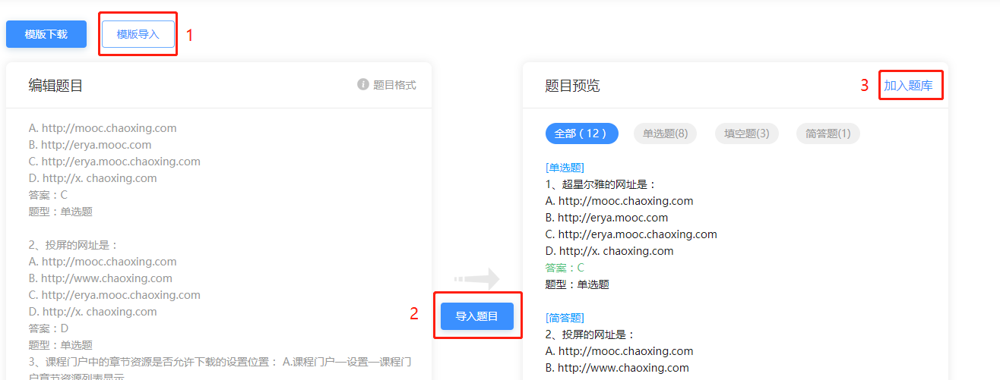 模版下载
模版导入
1
编辑题目
题目格式
A. http://mooc.chaoxing.com
B. http://erya.mooc.com
C. http://erya.mooc.chaoxing.com
D. http://x. chaoxing.com
答案：C
题型：单选题
2、投屏的网址是：
A. http://mooc.chaoxing.com
B. http://www.chaoxing.com
C. http://erya.mooc.chaoxing.com
D. http://x. chaoxing.com
答案：D
题型：单选题
3、课程门户中的章节资源是否允许下载的设置位置： A.课程门户—设置—课程门
户章节资源列表显示
2
导入题目
题目预览
3
加入题库
全部（12）
单选题(8)
填空题(3)
简答题(1)
[单选题]
1、超星尔雅的网址是：
A. http://mooc.chaoxing.com
B. http://erya.mooc.com
C. http://erya.mooc.chaoxing.com
D. http://x. chaoxing.com
答案：C
题型：单选题
[简答题]
2、投屏的网址是：
A. http://mooc.chaoxing.com
B. http://www.chaoxing.com